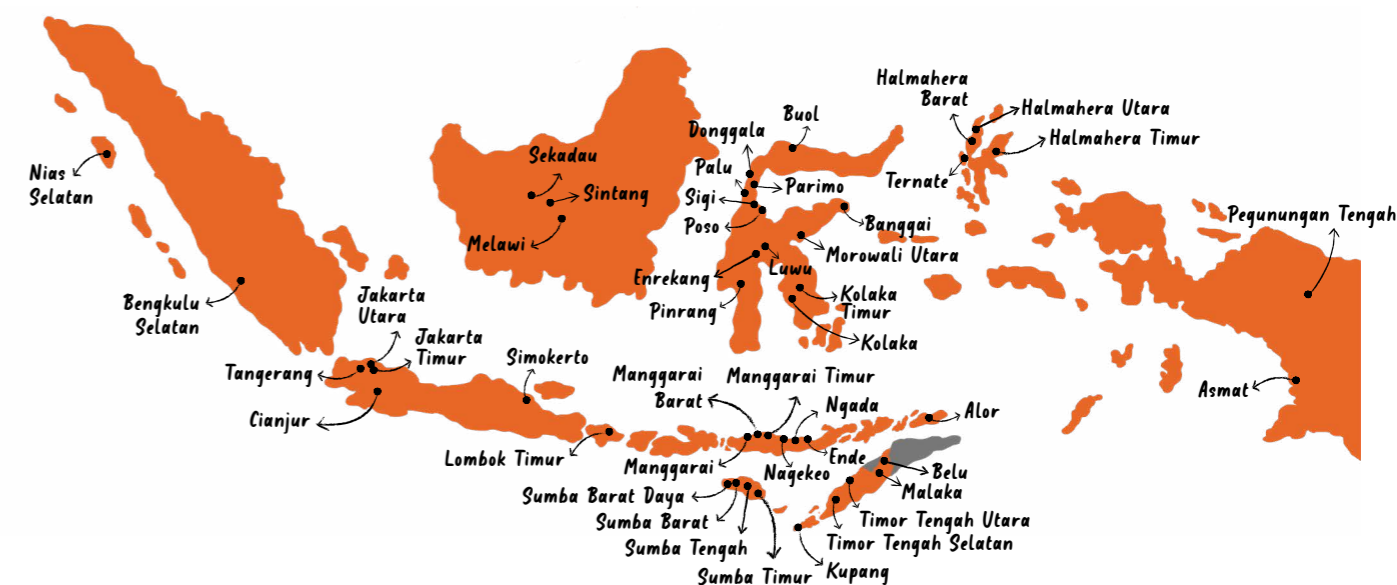 Nias
Selatan
Bengkulu
Selatan
Jakarta
Utara
Jakarta
Timur
Tangerang
Cianjur
Simokerto
Lombok Timur
Sekadau
Sintang
Melawi
Donggala
Buol
Palu
Parimo
Sigi
Poso
Banggai
Morowali Utara
Luwu
Enrekang
Pinrang
Kolaka
Timur
Kolaka
Halmahera
Barat
Halmahera Utara
Halmahera Timur
Ternate
Pegunungan Tengah
Asmat
Manggarai
Barat
Manggarai Timur
Ngada
Alor
Manggarai
Nagekeo
Ende
Belu
Malaka
Sumba Barat Daya
Sumba Barat
Sumba Tengah
Sumba Timur
Timor Tengah Utara
Timor Tengah Selatan
Kupang